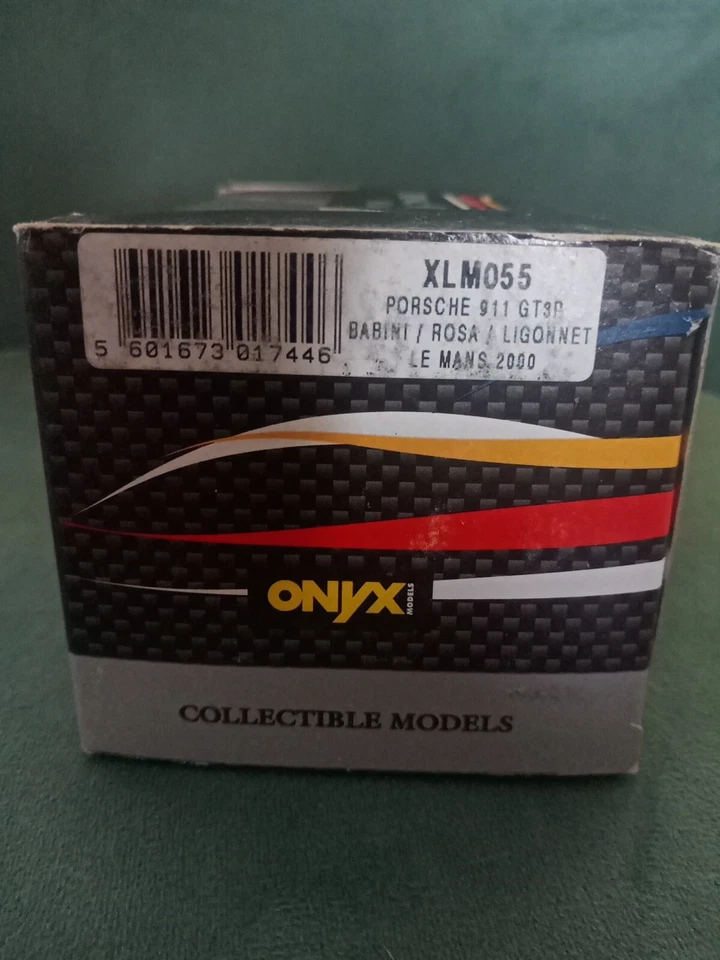 XLM055
PORSCHE 911 GT3R
BABINI / ROSA / LIGONNET
LE MANS 2000
5 601673 017446
ONYX MODELS
COLLECTIBLE MODELS